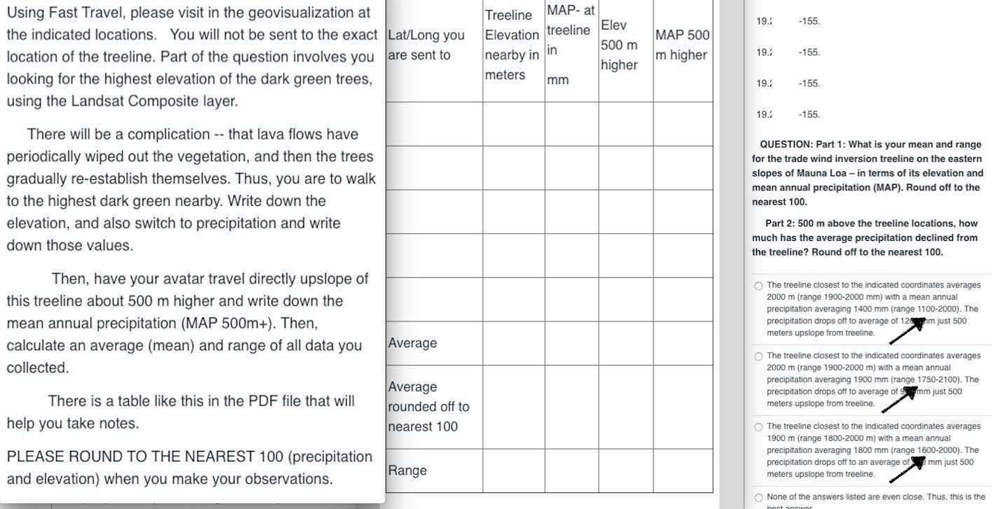 Using Fast Travel, please visit in the geovisualization at
the indicated locations. You will not be sent to the exact
location of the treeline. Part of the question involves you
looking for the highest elevation of the dark green trees,
using the Landsat Composite layer.
There will be a complication -- that lava flows have
periodically wiped out the vegetation, and then the trees
gradually re-establish themselves. Thus, you are to walk
to the highest dark green nearby. Write down the
elevation, and also switch to precipitation and write
down those values.
Then, have your avatar travel directly upslope of
this treeline about 500 m higher and write down the
mean annual precipitation (MAP 500m+). Then,
calculate an average (mean) and range of all data you
collected.
There is a table like this in the PDF file that will
help you take notes.
PLEASE ROUND TO THE NEAREST 100 (precipitation
and elevation) when you make your observations.
Lat/Long you
are sent to
Treeline
Elevation
nearby in
meters
MAP- at
treeline
in
mm
Elev
500 m
higher
MAP 500
m higher
Average
Average
rounded off to
nearest 100
Range
19.2 -155.
19.2 -155.
19.2 -155.
19.2 -155.
QUESTION: Part 1: What is your mean and range
for the trade wind inversion treeline on the eastern
slopes of Mauna Loa – in terms of its elevation and
mean annual precipitation (MAP). Round off to the
nearest 100.
Part 2: 500 m above the treeline locations, how
much has the average precipitation declined from
the treeline? Round off to the nearest 100.
The treeline closest to the indicated coordinates averages
2000 m (range 1900-2000 mm) with a mean annual
precipitation averaging 1400 mm (range 1100-2000). The
precipitation drops off to average of mm just 500
meters upslope from treeline.
The treeline closest to the indicated coordinates averages
2000 m (range 1900-2000 m) with a mean annual
precipitation averaging 1900 mm (range 1750-2100). The
precipitation drops off to average of mm just 500
meters upslope from treeline.
The treeline closest to the indicated coordinates averages
1900 m (range 1800-2000 m) with a mean annual
precipitation averaging 1800 mm (range 1600-2000). The
precipitation drops off to an average of mm just 500
meters upslope from treeline.
None of the answers listed are even close. Thus, this is the
best answer